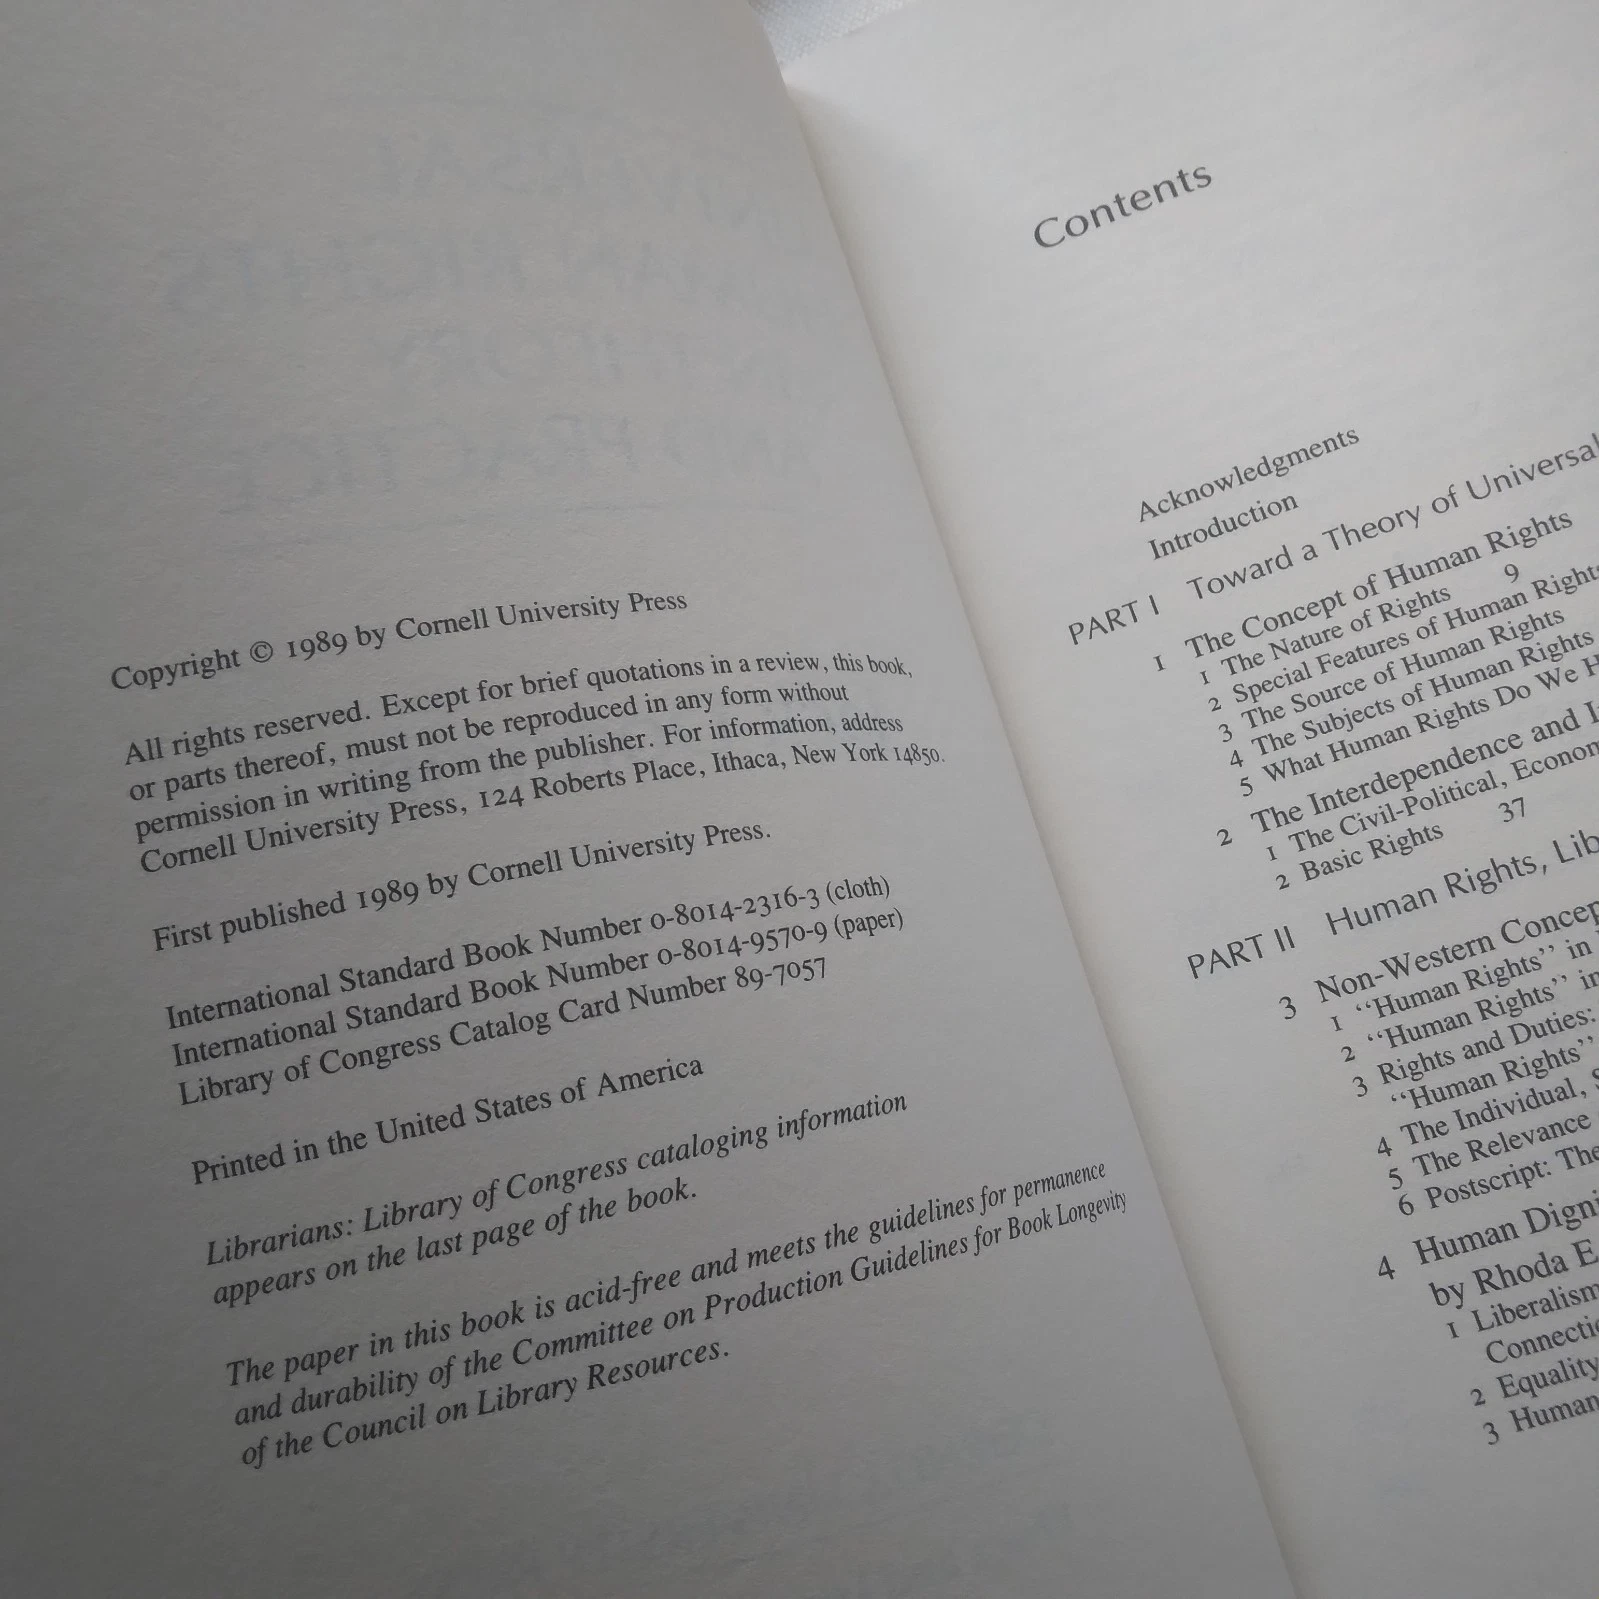 Copyright © 1989 by Cornell University Press
All rights reserved. Except for brief quotations in a review, this book,
or parts thereof, must not be reproduced in any form without
permission in writing from the publisher. For information, address
Cornell University Press, 124 Roberts Place, Ithaca, New York 14850.
First published 1989 by Cornell University Press.
International Standard Book Number 0-8014-2316-3 (cloth)
International Standard Book Number 0-8014-9570-9 (paper)
Library of Congress Catalog Card Number 89-7057
Printed in the United States of America
Librarians: Library of Congress cataloging information
appears on the last page of the book.
The paper in this book is acid-free and meets the guidelines for permanence
and durability of the Committee on Production Guidelines for Book Longevity
of the Council on Library Resources.
Contents
Acknowledgments
Introduction
PART I Toward a Theory of Universal
1 The Concept of Human Rights
1 The Nature of Rights 9
2 Special Features of Human Rights
3 The Source of Human Rights
4 The Subjects of Human Rights
5 What Human Rights Do We
2 The Interdependence and
1 The Civil-Political,
2 Basic Rights 37
PART II Human Rights,
3 Non-Western
1 “Human Rights” in
2 “Human Rights” in
3 Rights and Duties:
“Human Rights”
4 The Individual,
5 The Relevance
6 Postscript: The
4 Human
by Rhoda E.
1 Liberalism
2 Equality
3 Human